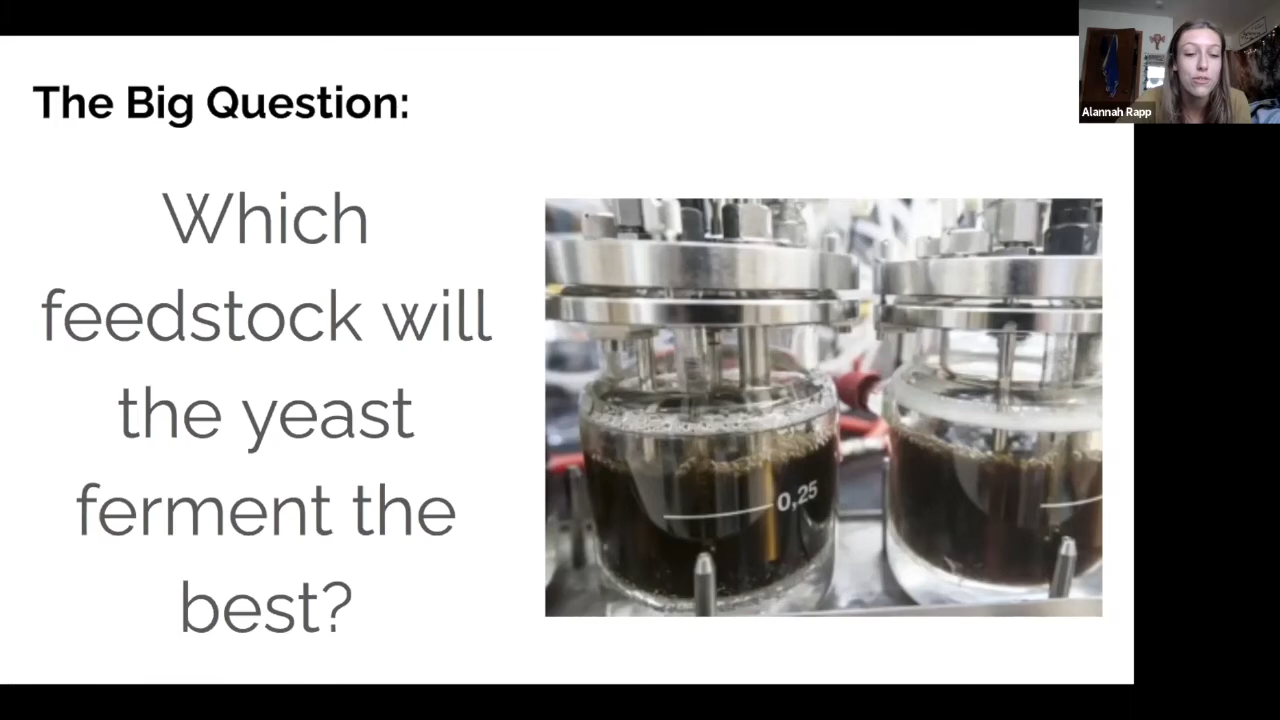 The Big Question:
Which
feedstock will
the yeast
ferment the
best?
0,25
Alannah Rapp